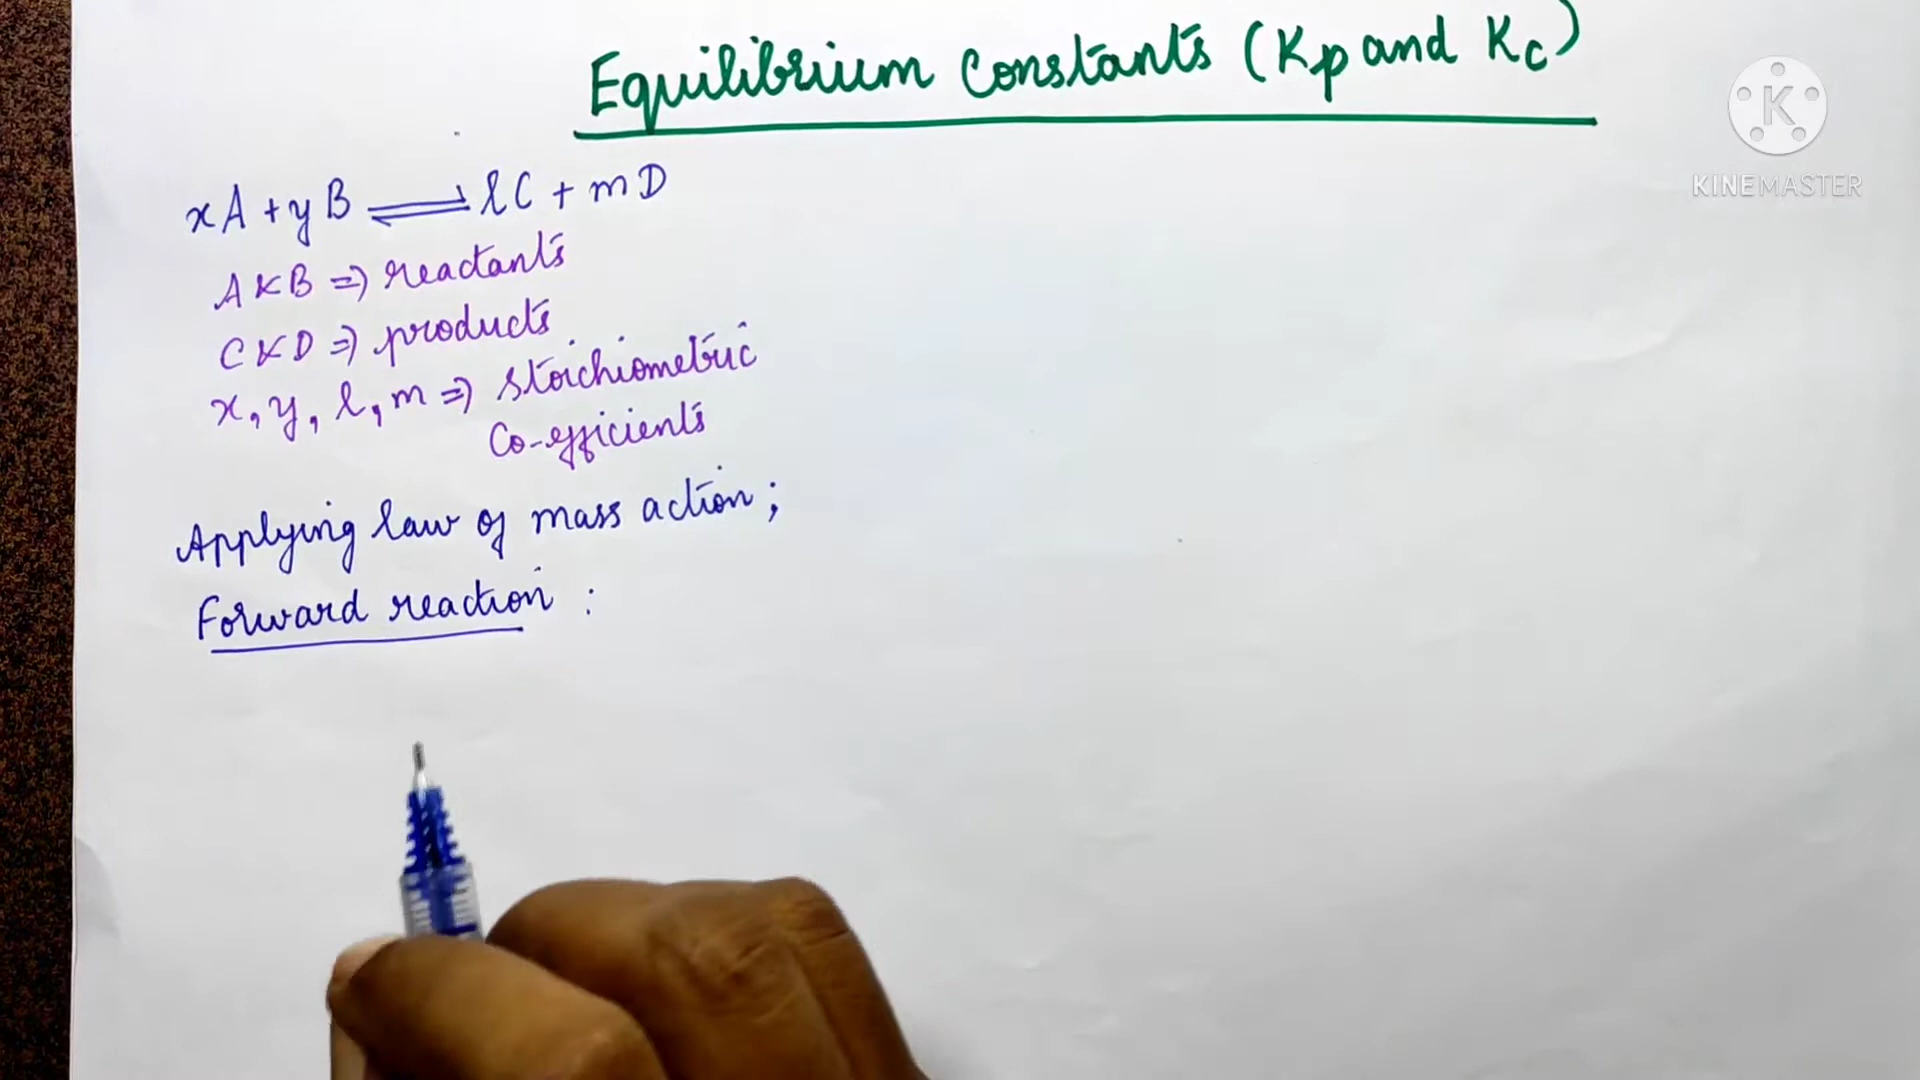 Equilibrium Constants (Kp and Kc)
K
KINEMASTER
xA + yB ⇌ lC + mD
A & B => reactants
C & D => products
x, y, l, m => stoichiometric
Co-efficients
Applying law of mass action ;
Forward reaction :